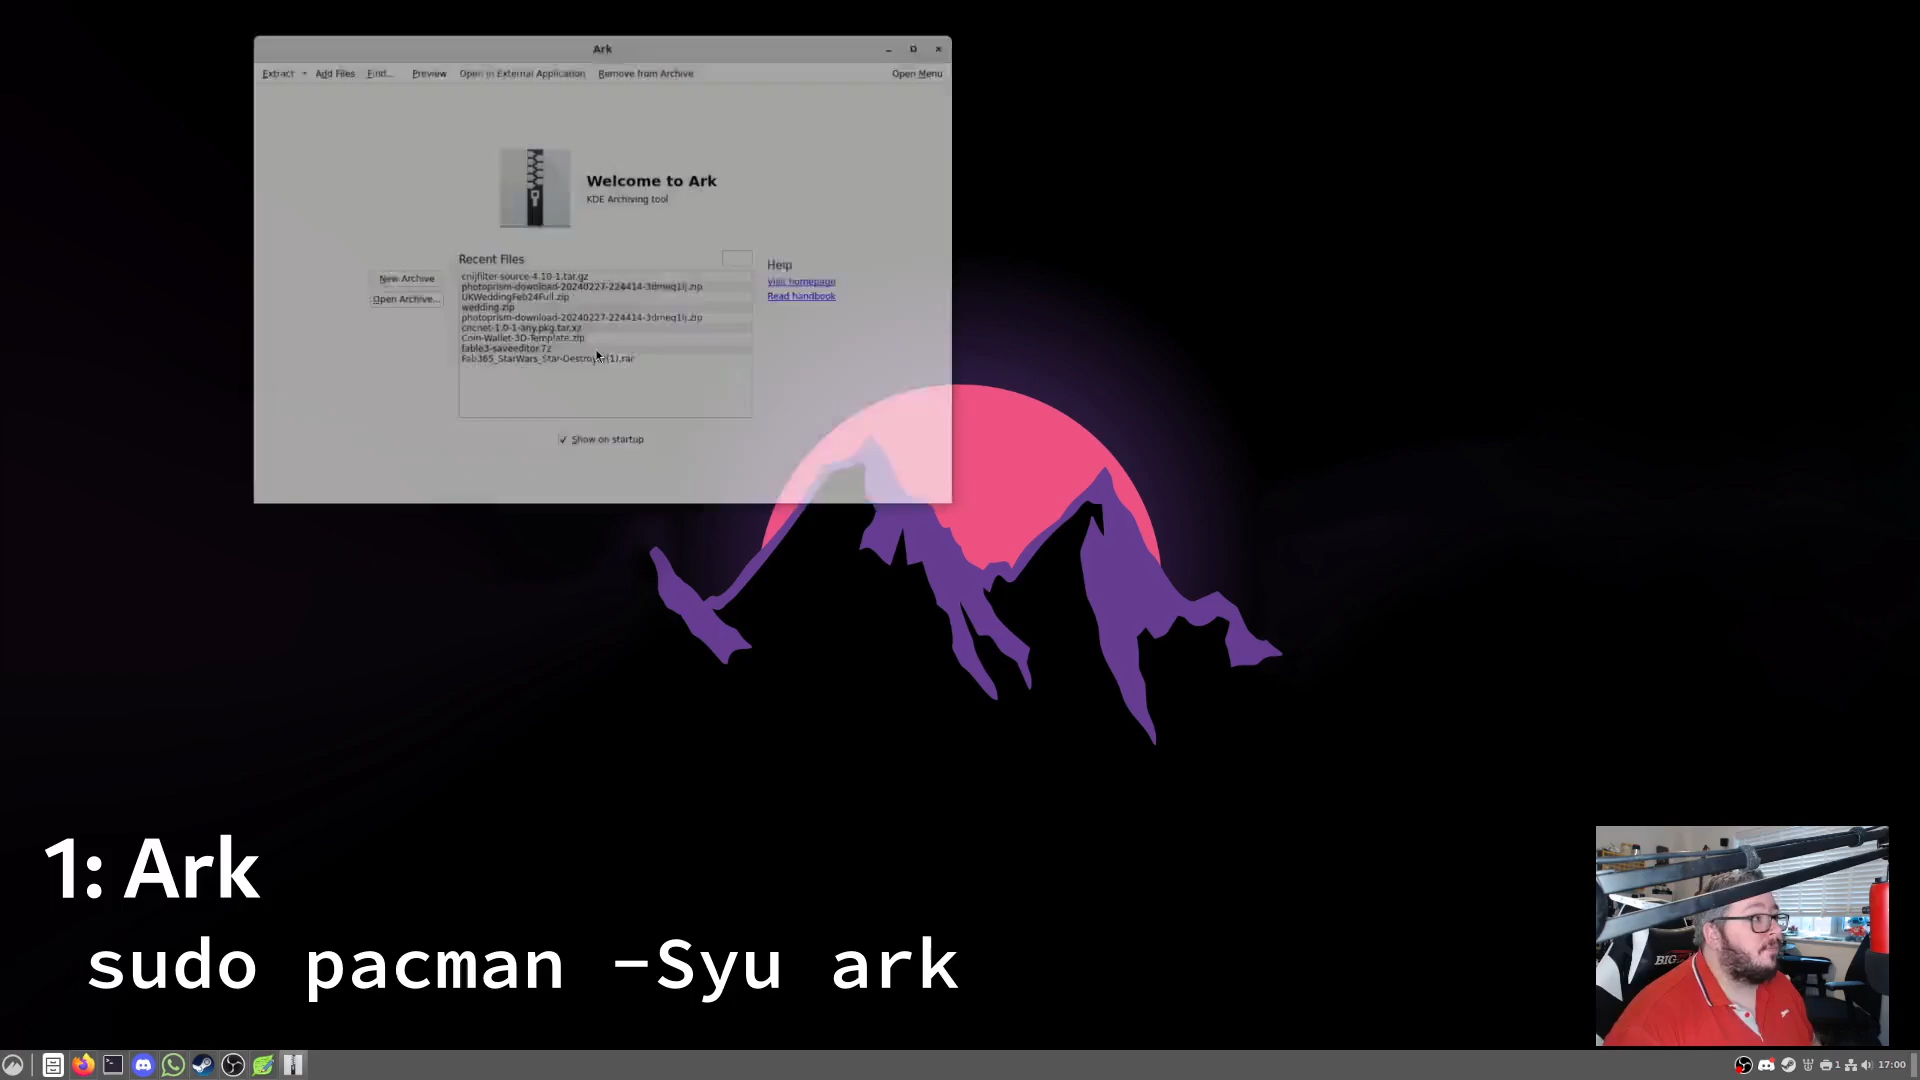 Ark
Extract Add Files Find... Preview Open in External Application Remove from Archive Open Menu
Welcome to Ark
KDE Archiving tool
Recent Files
New Archive
Open Archive...
cnijfilter-source-4.10-1.tar.gz
photoprism-download-20240227-224414-3dmeq1lj.zip
UKWeddingFeb24Full.zip
wedding.zip
photoprism-download-20240227-224414-3dmeq1lj.zip
cncnet-1.0-1-any.pkg.tar.xz
Coin-Wallet-3D-Template.zip
fable3-saveeditor.7z
Help
Visit homepage
Read handbook
Show on startup
1: Ark
sudo pacman -Syu ark
1
17:00